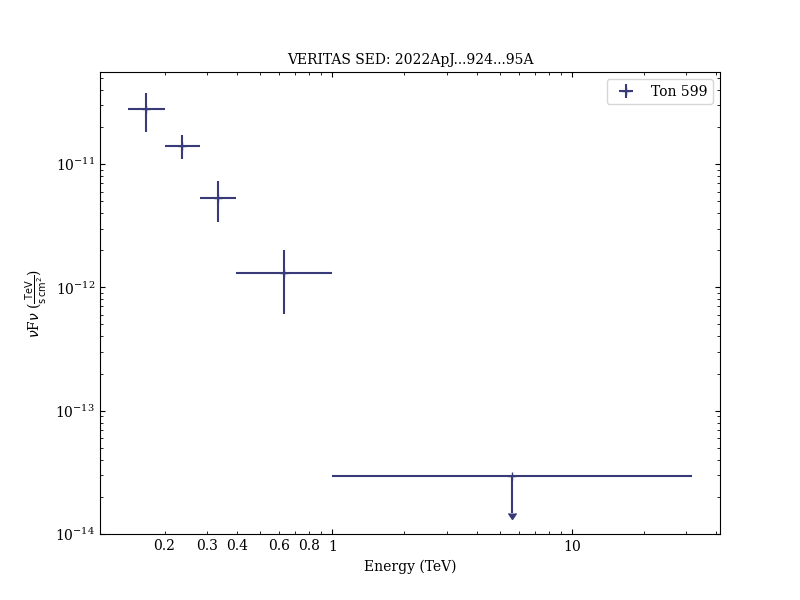 VERITAS SED: 2022ApJ...924...95A
Ton 599
10⁻¹¹
10⁻¹²
10⁻¹³
10⁻¹⁴
νFν (TeV / s cm²)
0.2 0.3 0.4 0.6 0.8 1 10
Energy (TeV)